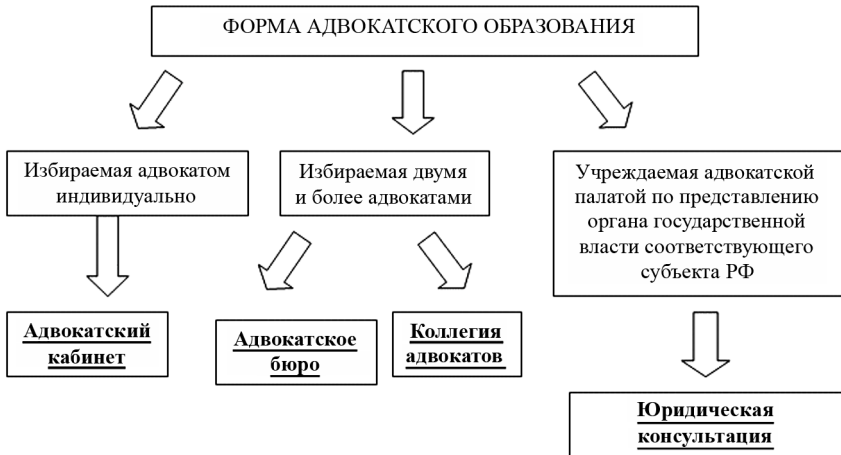 ФОРМА АДВОКАТСКОГО ОБРАЗОВАНИЯ
Избираемая адвокатом
индивидуально
Избираемая двумя
и более адвокатами
Учреждаемая адвокатской
палатой по представлению
органа государственной
власти соответствующего
субъекта РФ
Адвокатский
кабинет
Адвокатское
бюро
Коллегия
адвокатов
Юридическая
консультация